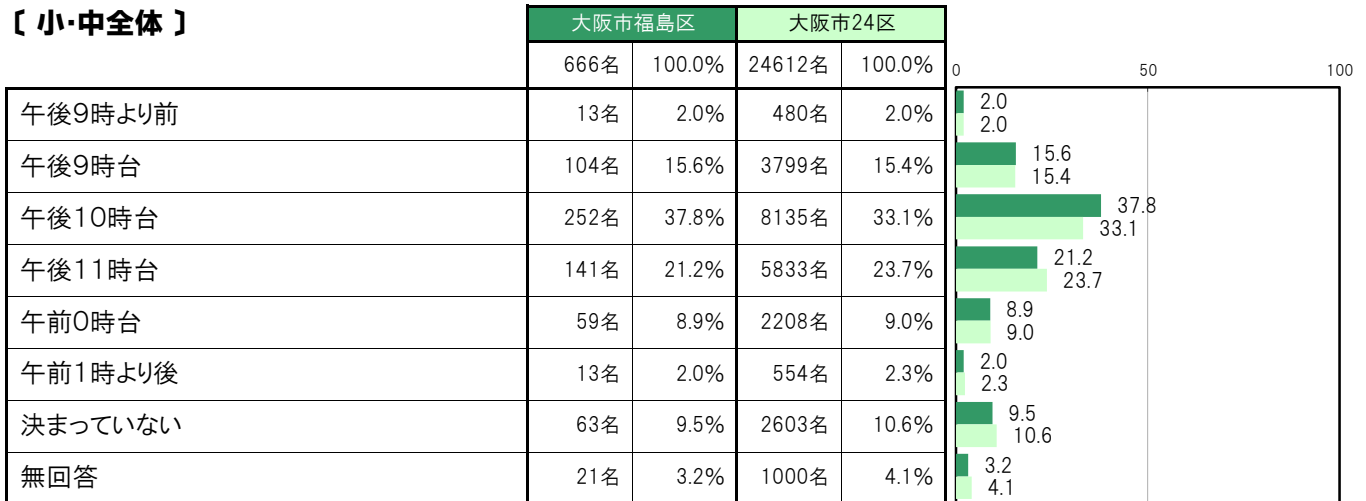 〔 小・中全体 〕
大阪市福島区 大阪市24区
666名 100.0% 24612名 100.0%
0 50 100
午後9時より前 13名 2.0% 480名 2.0% 2.0
2.0
午後9時台 104名 15.6% 3799名 15.4% 15.6
15.4
午後10時台 252名 37.8% 8135名 33.1% 37.8
33.1
午後11時台 141名 21.2% 5833名 23.7% 21.2
23.7
午前0時台 59名 8.9% 2208名 9.0% 8.9
9.0
午前1時より後 13名 2.0% 554名 2.3% 2.0
2.3
決まっていない 63名 9.5% 2603名 10.6% 9.5
10.6
無回答 21名 3.2% 1000名 4.1% 3.2
4.1